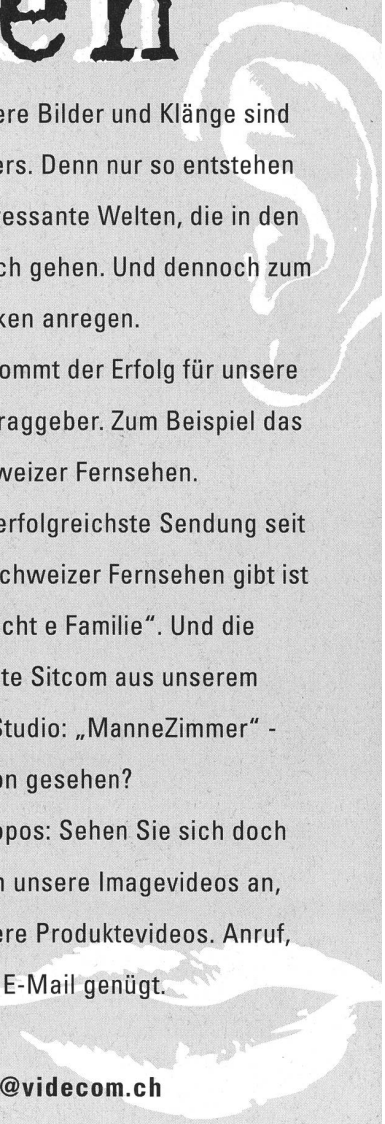 en
ere Bilder und Klänge sind
ers. Denn nur so entstehen
ressante Welten, die in den
ch gehen. Und dennoch zum
ken anregen.
ommt der Erfolg für unsere
raggeber. Zum Beispiel das
weizer Fernsehen.
erfolgreichste Sendung seit
chweizer Fernsehen gibt ist
cht e Familie“. Und die
te Sitcom aus unserem
Studio: „ManneZimmer“ -
on gesehen?
opos: Sehen Sie sich doch
n unsere Imagevideos an,
ere Produktevideos. Anruf,
E-Mail genügt.
@videcom.ch